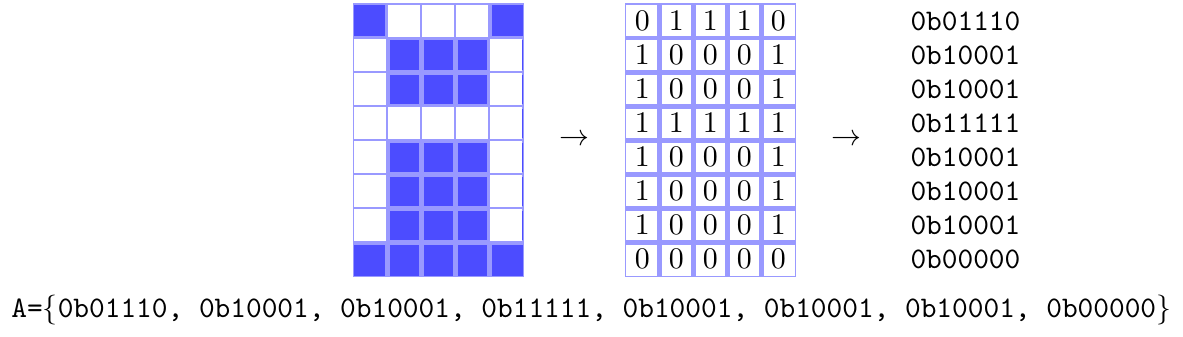 0 1 1 1 0 0b01110
1 0 0 0 1 0b10001
→ 1 0 0 0 1 → 0b10001
1 1 1 1 1 0b11111
1 0 0 0 1 0b10001
1 0 0 0 1 0b10001
1 0 0 0 1 0b10001
0 0 0 0 0 0b00000
A={0b01110, 0b10001, 0b10001, 0b11111, 0b10001, 0b10001, 0b10001, 0b00000}